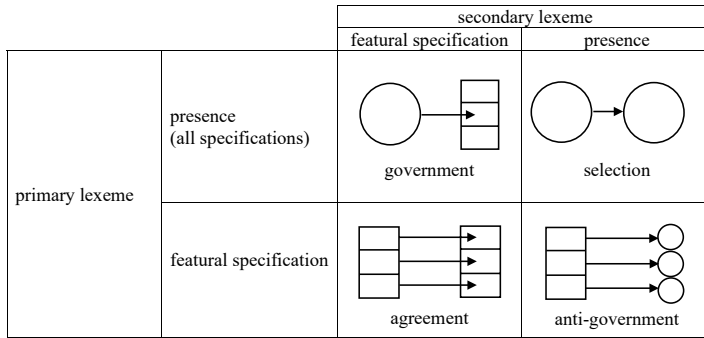 secondary lexeme
featural specification
presence
primary lexeme
presence
(all specifications)
government
selection
featural specification
agreement
anti-government